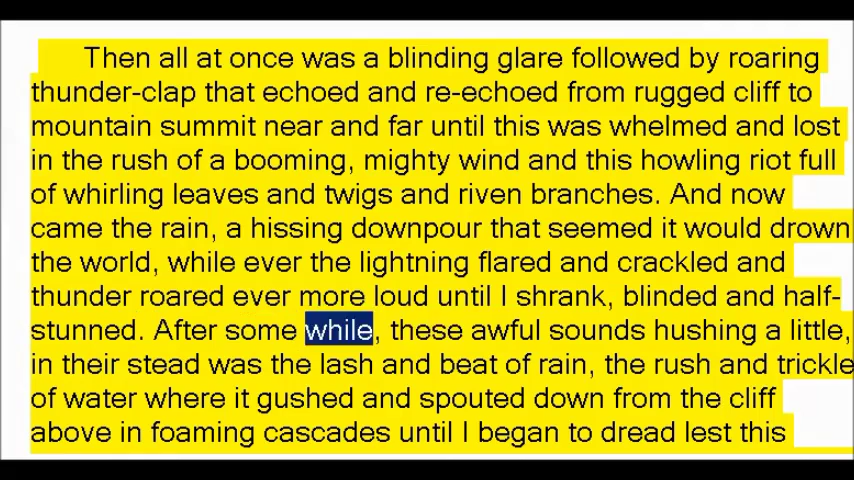 Then all at once was a blinding glare followed by roaring
thunder-clap that echoed and re-echoed from rugged cliff to
mountain summit near and far until this was whelmed and lost
in the rush of a booming, mighty wind and this howling riot full
of whirling leaves and twigs and riven branches. And now
came the rain, a hissing downpour that seemed it would drown
the world, while ever the lightning flared and crackled and
thunder roared ever more loud until I shrank, blinded and half-
stunned. After some while, these awful sounds hushing a little,
in their stead was the lash and beat of rain, the rush and trickle
of water where it gushed and spouted down from the cliff
above in foaming cascades until I began to dread lest this